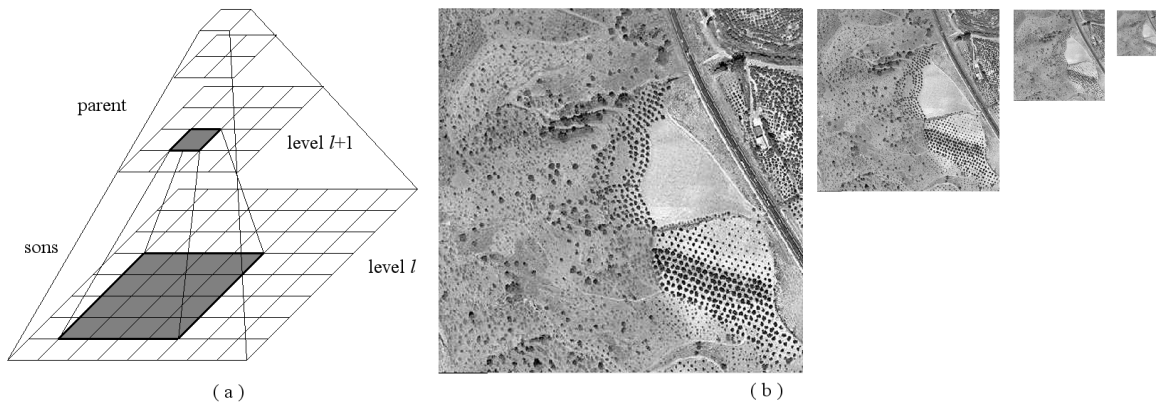 parent
level l+1
sons
level l
( a )
( b )